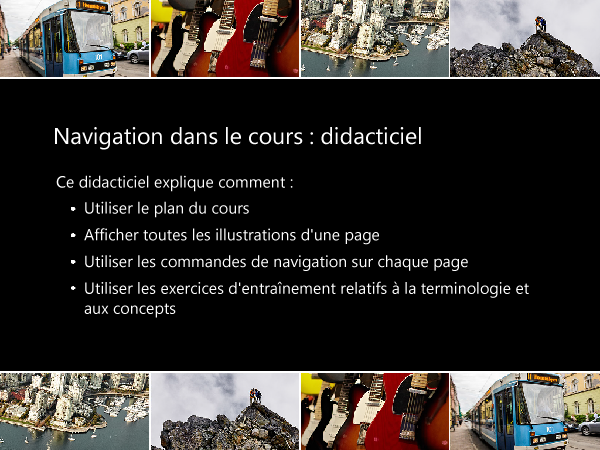 Navigation dans le cours : didacticiel
Ce didacticiel explique comment :
• Utiliser le plan du cours
• Afficher toutes les illustrations d'une page
• Utiliser les commandes de navigation sur chaque page
• Utiliser les exercices d'entraînement relatifs à la terminologie et
aux concepts